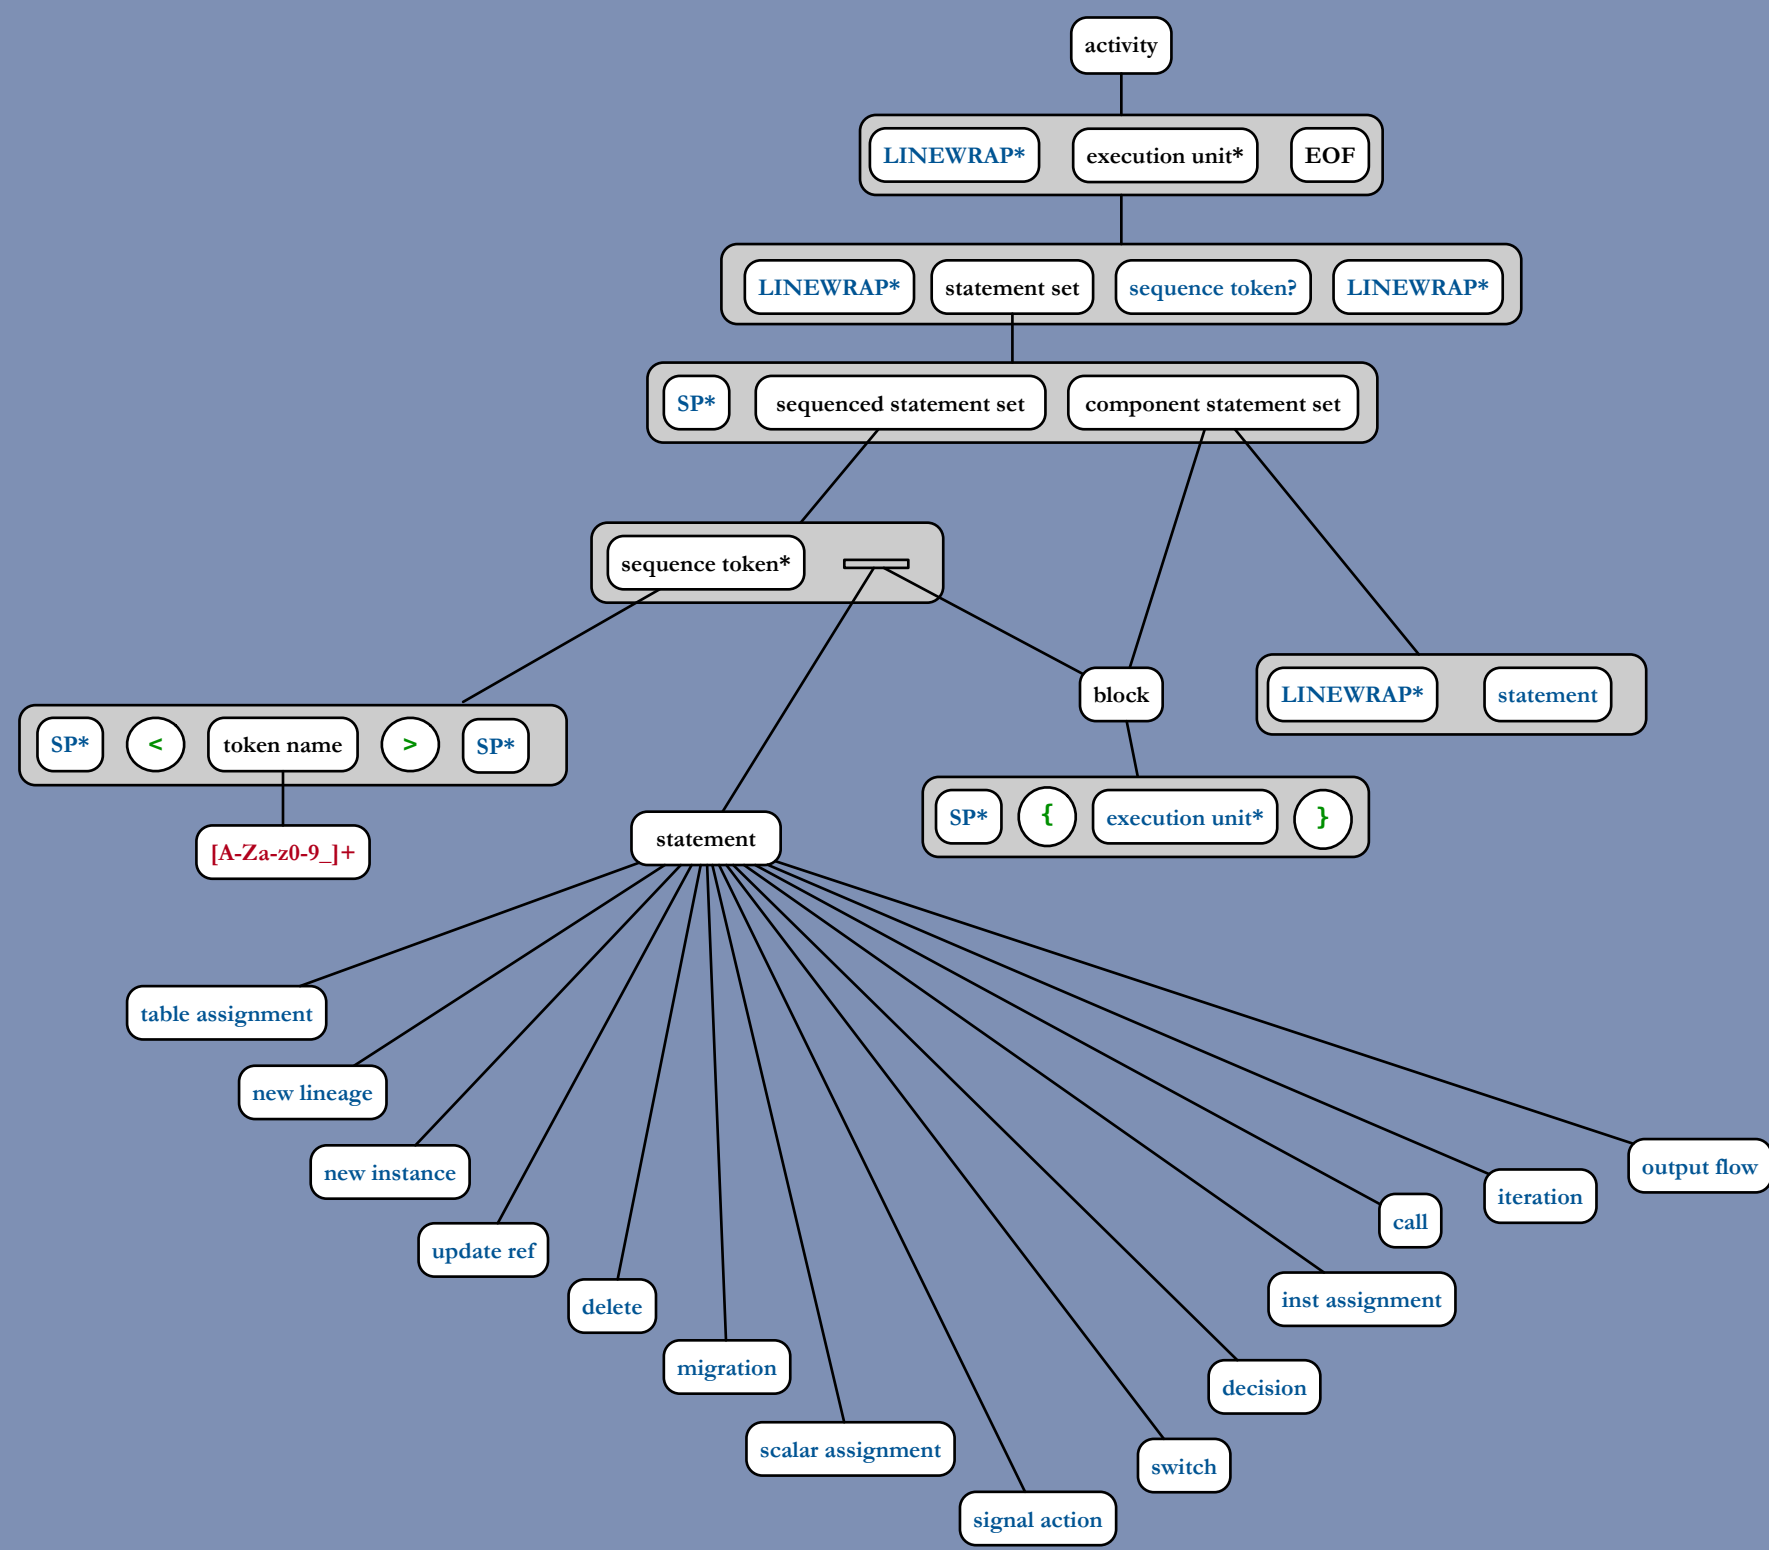 activity
LINEWRAP* execution unit* EOF
LINEWRAP* statement set sequence token? LINEWRAP*
SP* sequenced statement set component statement set
sequence token*
block
LINEWRAP* statement
SP* < token name > SP*
SP* { execution unit* }
[A-Za-z0-9_]+
statement
table assignment
new lineage
new instance
update ref
delete
migration
scalar assignment
signal action
switch
decision
inst assignment
call
iteration
output flow